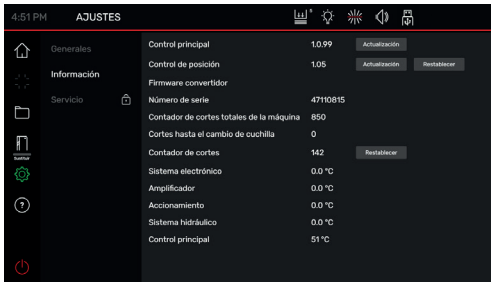 4:51 PM AJUSTES
Generales
Información
Servicio
Control principal 1.0.99 Actualización
Control de posición 1.05 Actualización Restablecer
Firmware convertidor
Número de serie 47110815
Contador de cortes totales de la máquina 850
Cortes hasta el cambio de cuchilla 0
Contador de cortes 142 Restablecer
Sistema electrónico 0.0 °C
Amplificador 0.0 °C
Accionamiento 0.0 °C
Sistema hidráulico 0.0 °C
Control principal 51 °C
?